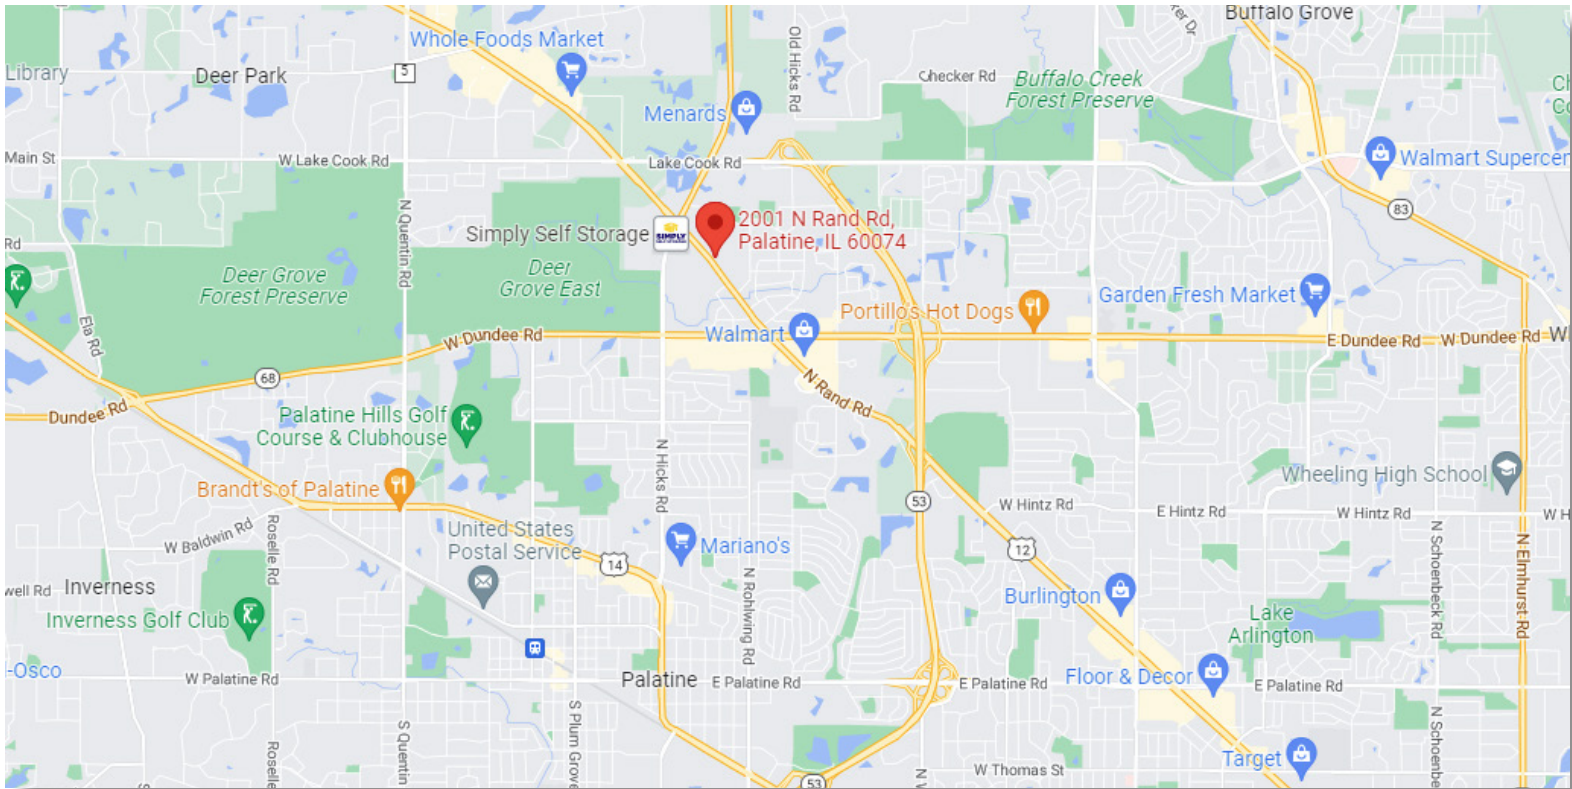 Buffalo Grove
Whole Foods Market
Library
Deer Park
5
Old Hicks Rd
Checker Rd
Buffalo Creek
Forest Preserve
Menards
Main St
W Lake Cook Rd
Lake Cook Rd
Walmart Supercen
N Quentin Rd
83
Simply Self Storage
SIMPLY
2001 N Rand Rd,
Palatine, IL 60074
Rd
Deer Grove
Forest Preserve
Deer
Grove East
Garden Fresh Market
Portillo's Hot Dogs
Ela Rd
W Dundee Rd
Walmart
E Dundee Rd
W Dundee Rd
68
N Rand Rd
Dundee Rd
Palatine Hills Golf
Course & Clubhouse
N Hicks Rd
Wheeling High School
Brandt's of Palatine
53
W Hintz Rd
E Hintz Rd
W Hintz Rd
W H
W Baldwin Rd
Roselle Rd
United States
Postal Service
Mariano's
12
14
N Schoenbeck Rd
N Elmhurst Rd
well Rd
Inverness
N Rohlwing Rd
Burlington
Inverness Golf Club
Lake
Arlington
-Osco
W Palatine Rd
Palatine
E Palatine Rd
E Palatine Rd
Floor & Decor
E Palatine Rd
S Quentin
S Plum Grove
N Schoenbe
Roselle
Target
W Thomas St
53